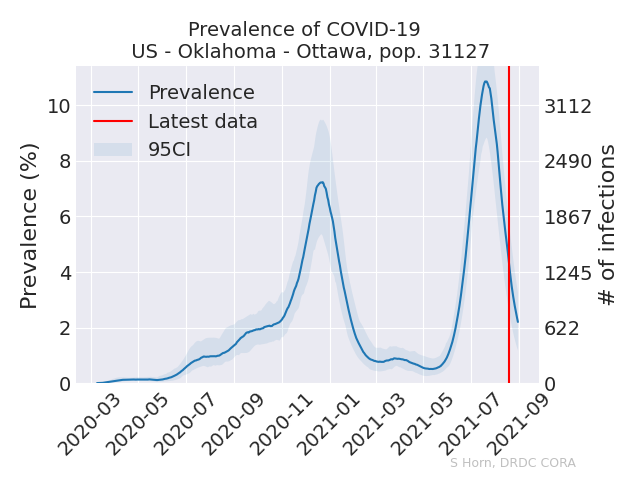 Prevalence of COVID-19
US - Oklahoma - Ottawa, pop. 31127
Prevalence
Latest data
95CI
Prevalence (%)
10
8
6
4
2
0
3112
2490
1867
1245
622
0
# of infections
2020-03
2020-05
2020-07
2020-09
2020-11
2021-01
2021-03
2021-05
2021-07
2021-09
S Horn, DRDC CORA